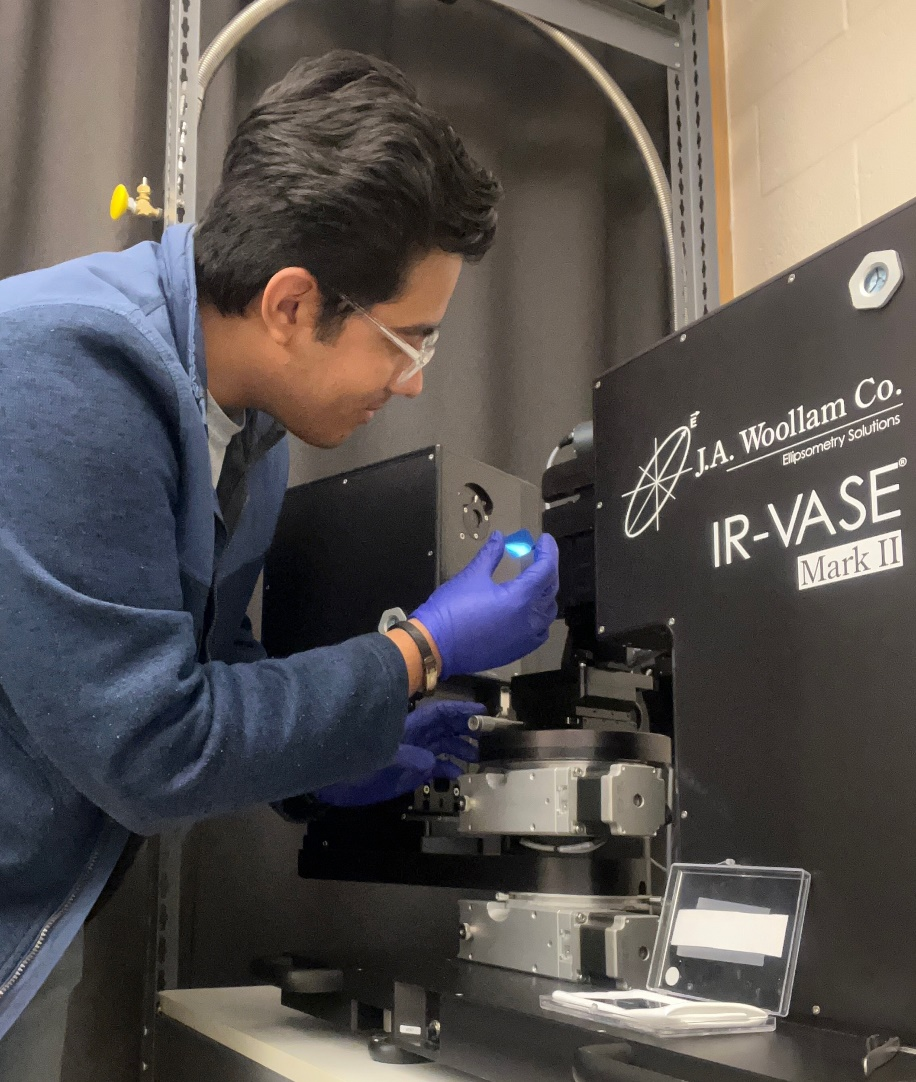 J.A. Woollam Co.
Ellipsometry Solutions
IR-VASE®
Mark II